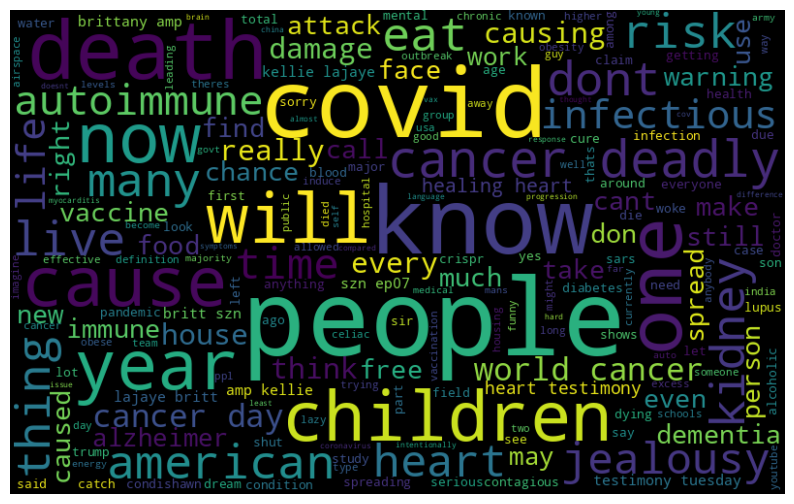 water brittany amp brain total mental chronic known higher
airspace death attack eat causing risk use
china damage work among young army
leading kellie lajaye outbreak guy obesity claim way
doesnt levels theres face age getting warning
autoimmune covid dont health
sorry vax away group usa cov infectious
life right now find almost good thought infection due
govt really call response cure well thats
many chance blood major cancer deadly
myocarditis induce healing heart around everyone
vaccine first public died self hospital language progression cant make difference
live become look will know die woke
food symptoms allowed compared don one still case doctor
effective definition majority time every crispr yes sars take far son
imagine cause anything szn ep07 much medical mans diabetes might need anybody
new pandemic britt szn left people currently india
cancer immune house ago celiac funny hard long spread lupus
obese team sir vaccination housing shows auto let kidney
thing year think free world cancer someone
lot issue ppl trying part heart testimony excess person
day lajaye britt amp kellie children even alcoholic
caused cancer day least field two dying schools
alzheimer lazy see say dementia
trump shut coronavirus may
energy american study intentionally heart jealousy
said catch condishawn dream condition type spreading serious contagious testimony tuesday youtube